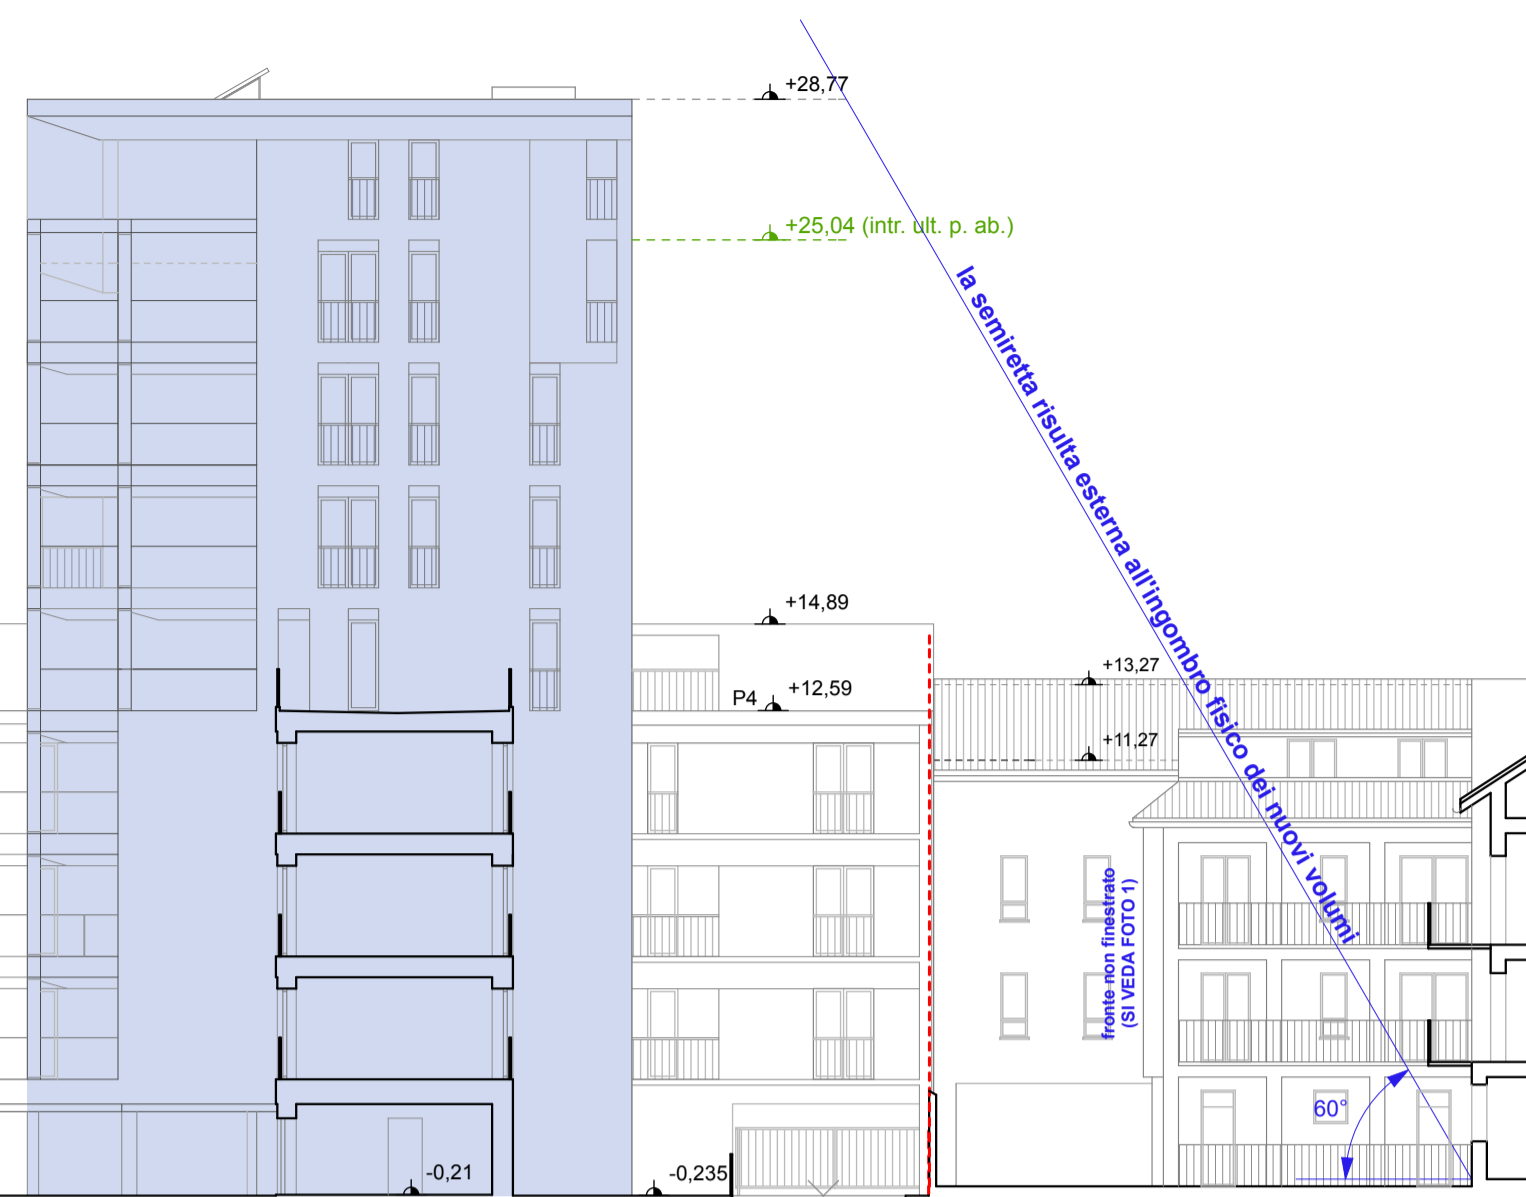 +28,77
+25,04 (intr. ult. p. ab.)
la semiretta risulta esterna all'ingombro fisico dei nuovi volumi
+14,89
+13,27
P4 +12,59
+11,27
fronte non finestrato
(SI VEDA FOTO 1)
60°
-0,21
-0,235